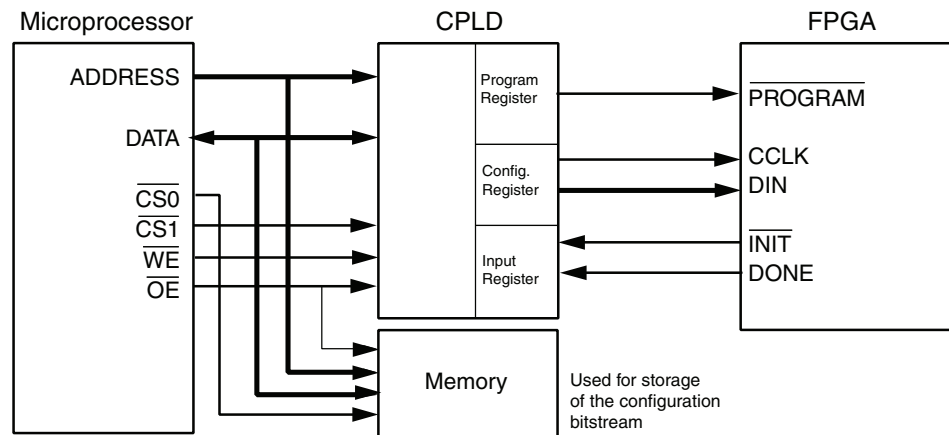 Microprocessor
ADDRESS
DATA
CS0
CS1
WE
OE
CPLD
Program
Register
Config.
Register
Input
Register
Memory
Used for storage
of the configuration
bitstream
FPGA
PROGRAM
CCLK
DIN
INIT
DONE